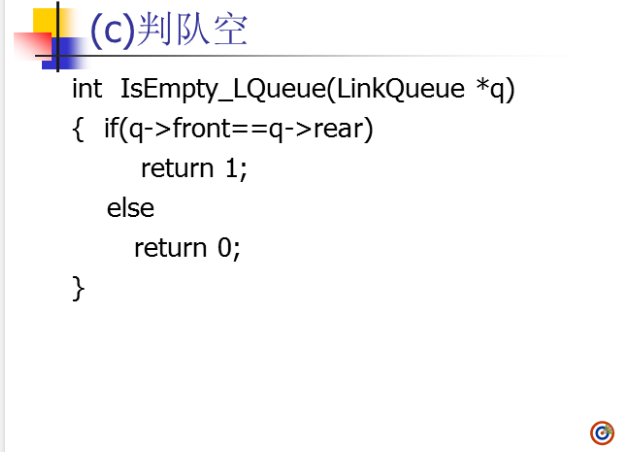 (c)判队空
int IsEmpty_LQueue(LinkQueue *q)
{ if(q->front==q->rear)
return 1;
else
return 0;
}